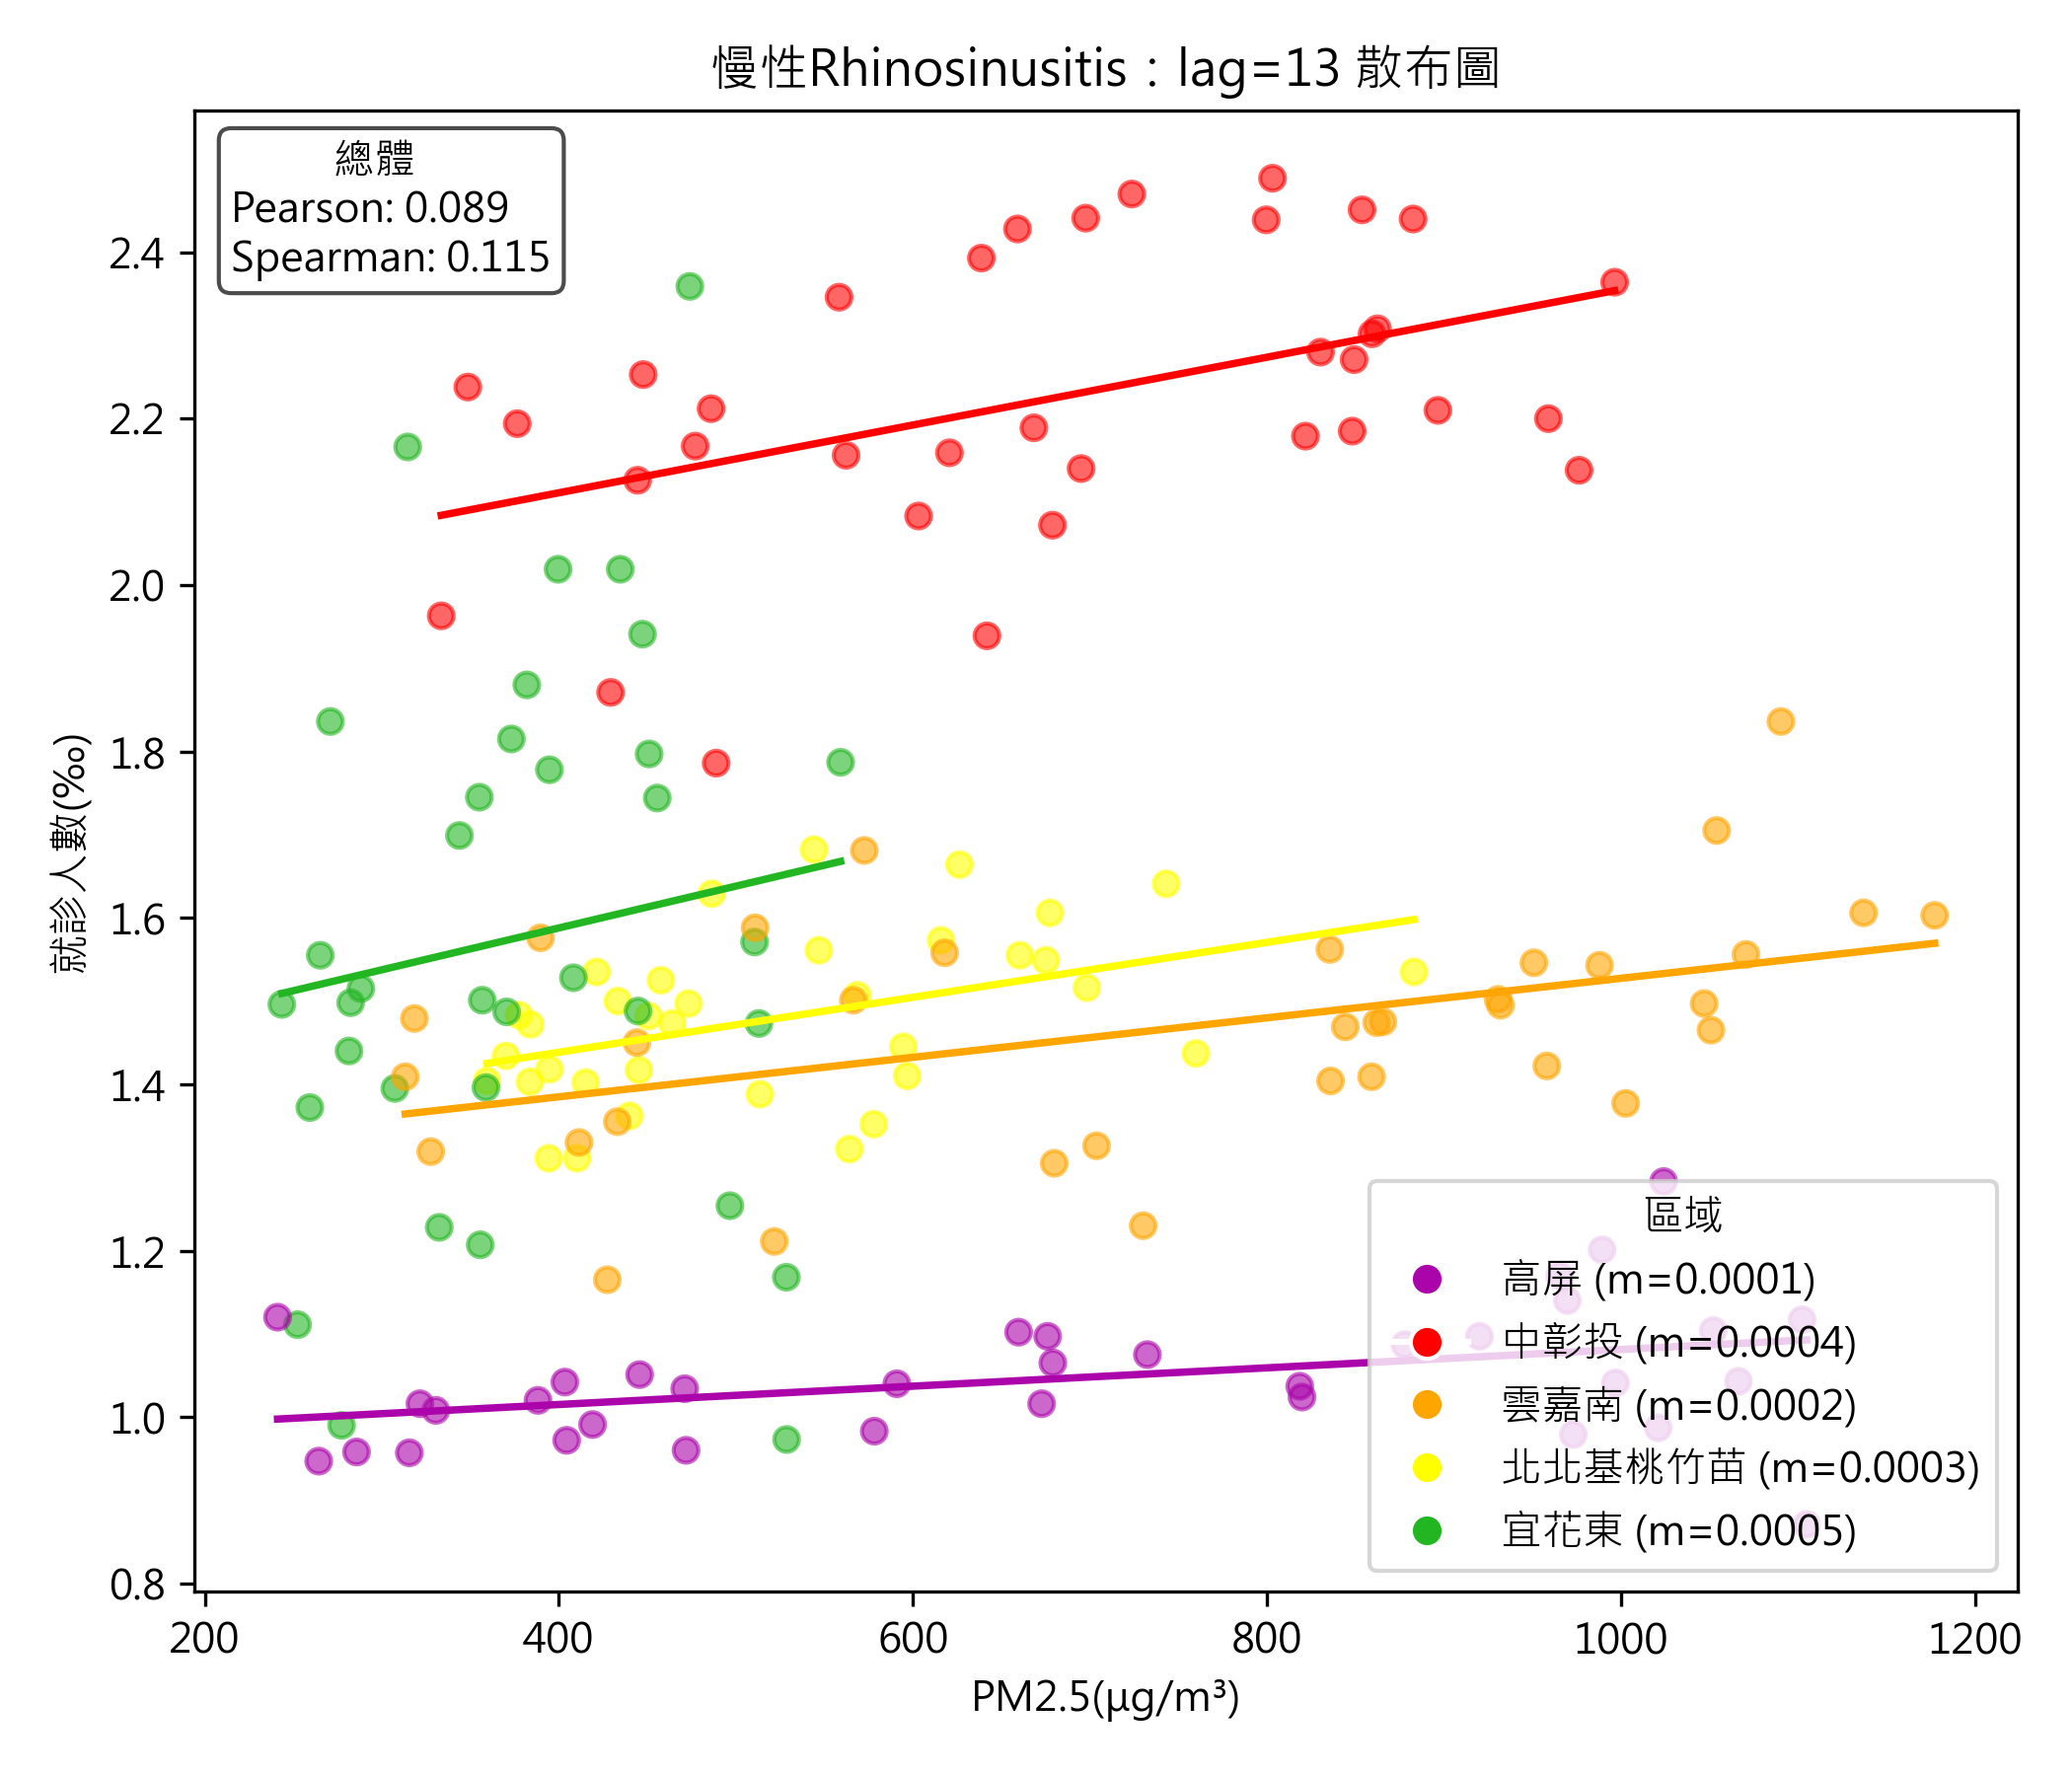 慢性Rhinosinusitis：lag=13 散布圖
總體
Pearson: 0.089
Spearman: 0.115
就診人數(‰)
2.4
2.2
2.0
1.8
1.6
1.4
1.2
1.0
0.8
區域
高屏 (m=0.0001)
中彰投 (m=0.0004)
雲嘉南 (m=0.0002)
北北基桃竹苗 (m=0.0003)
宜花東 (m=0.0005)
200 400 600 800 1000 1200
PM2.5(μg/m³)